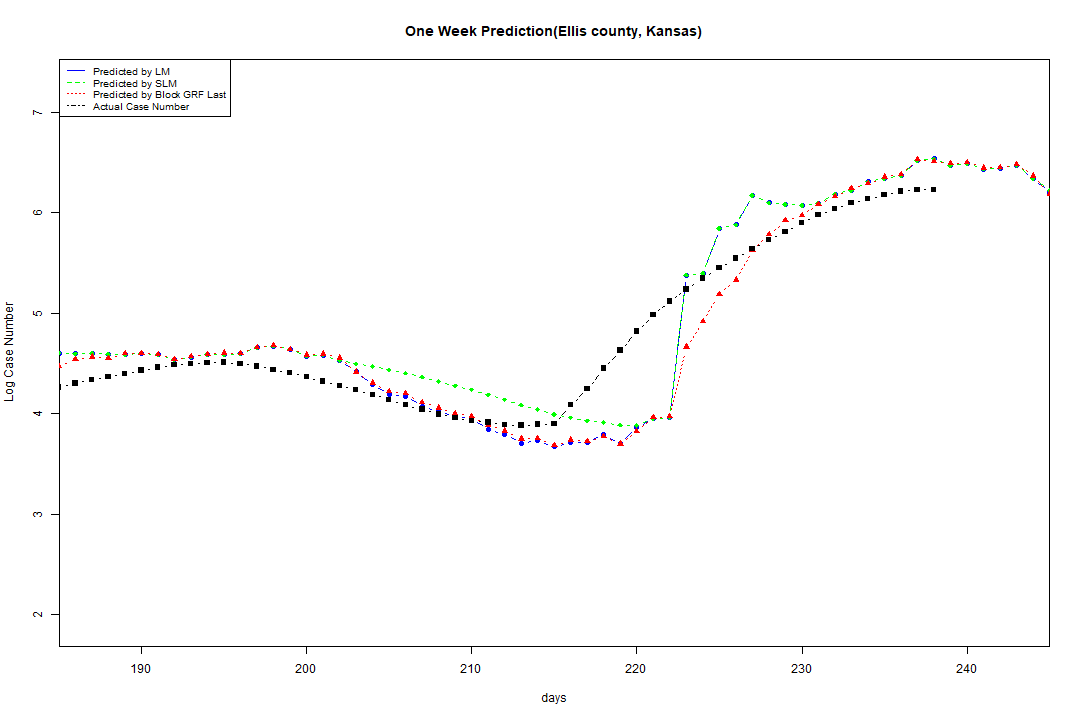 One Week Prediction(Ellis county, Kansas)
Predicted by LM
Predicted by SLM
Predicted by Block GRF Last
Actual Case Number
Log Case Number
7
6
5
4
3
2
190 200 210 220 230 240
days